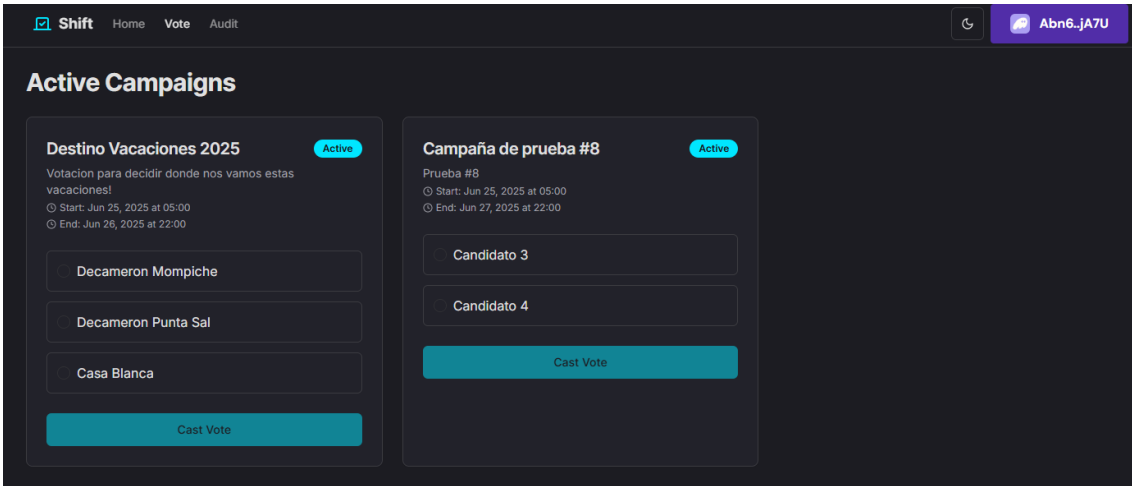 Shift Home Vote Audit Abn6..jA7U
Active Campaigns
Destino Vacaciones 2025 Active
Votacion para decidir donde nos vamos estas
vacaciones!
Start: Jun 25, 2025 at 05:00
End: Jun 26, 2025 at 22:00
Decameron Mompiche
Decameron Punta Sal
Casa Blanca
Cast Vote
Campaña de prueba #8 Active
Prueba #8
Start: Jun 25, 2025 at 05:00
End: Jun 27, 2025 at 22:00
Candidato 3
Candidato 4
Cast Vote